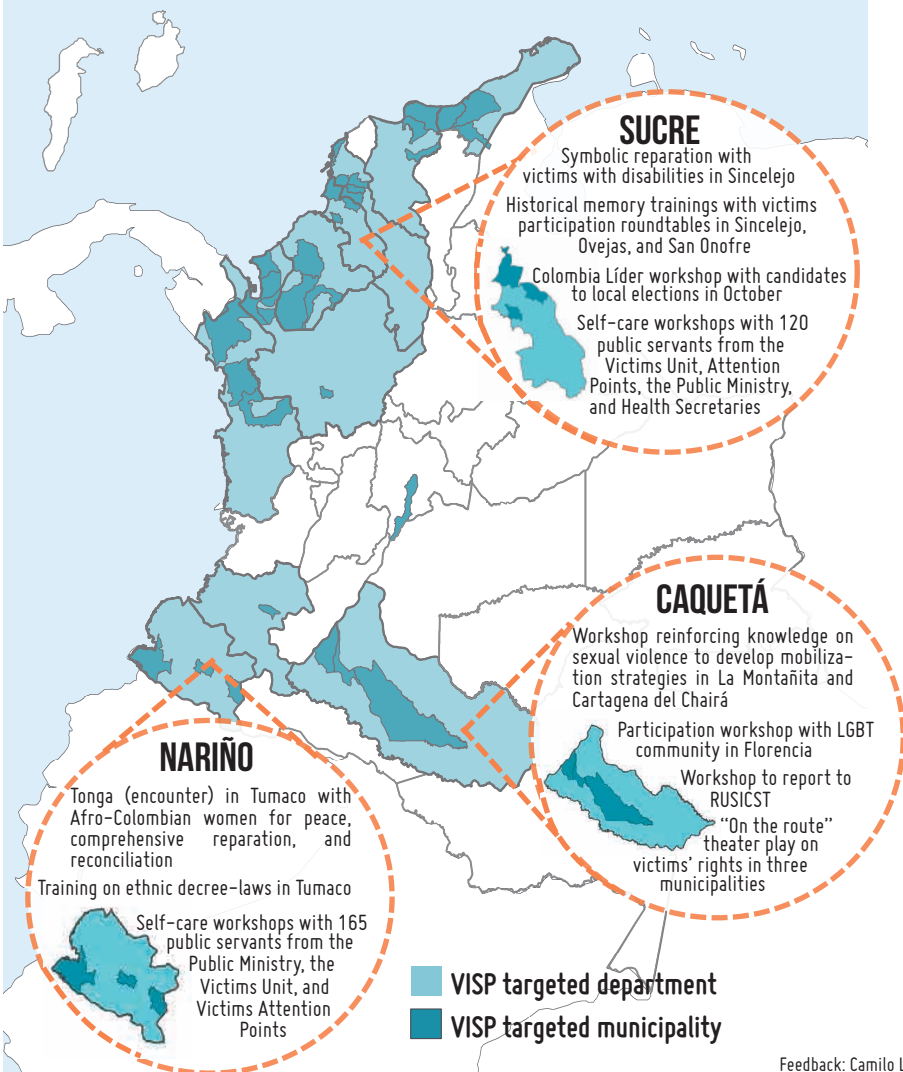 SUCRE
Symbolic reparation with
victims with disabilities in Sincelejo
Historical memory trainings with victims
participation roundtables in Sincelejo,
Ovejas, and San Onofre
Colombia Líder workshop with candidates
to local elections in October
Self-care workshops with 120
public servants from the
Victims Unit, Attention
Points, the Public Ministry,
and Health Secretaries
CAQUETÁ
Workshop reinforcing knowledge on
sexual violence to develop mobiliza-
tion strategies in La Montañita and
Cartagena del Chairá
Participation workshop with LGBT
community in Florencia
Workshop to report to
RUSICST
“On the route”
theater play on
victims’ rights in three
municipalities
NARIÑO
Tonga (encounter) in Tumaco with
Afro-Colombian women for peace,
comprehensive reparation, and
reconciliation
Training on ethnic decree-laws in Tumaco
Self-care workshops with 165
public servants from the
Public Ministry, the
Victims Unit, and
Victims Attention
Points
VISP targeted department
VISP targeted municipality
Feedback: Camilo L